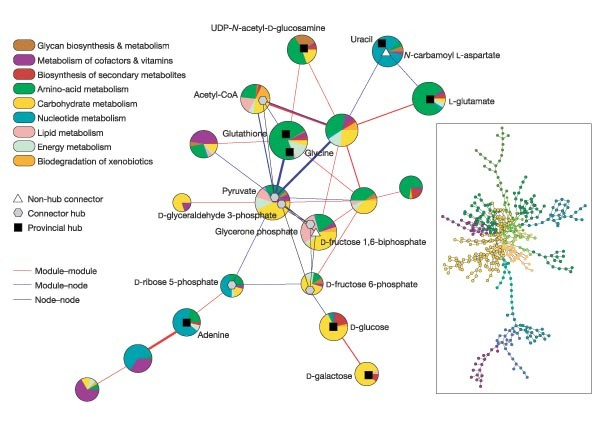 UDP-N-acetyl-D-glucosamine
Uracil
N-carbamoyl L-aspartate
Glycan biosynthesis & metabolism
Metabolism of cofactors & vitamins
Biosynthesis of secondary metabolites
Amino-acid metabolism
Carbohydrate metabolism
Nucleotide metabolism
Lipid metabolism
Energy metabolism
Biodegradation of xenobiotics
Acetyl-CoA
L-glutamate
Glutathione
Glycine
Pyruvate
Non-hub connector
Connector hub
Provincial hub
D-glyceraldehyde 3-phosphate
Glycerone phosphate
D-fructose 1,6-biphosphate
Module–module
Module–node
Node–node
D-ribose 5-phosphate
D-fructose 6-phosphate
Adenine
D-glucose
D-galactose